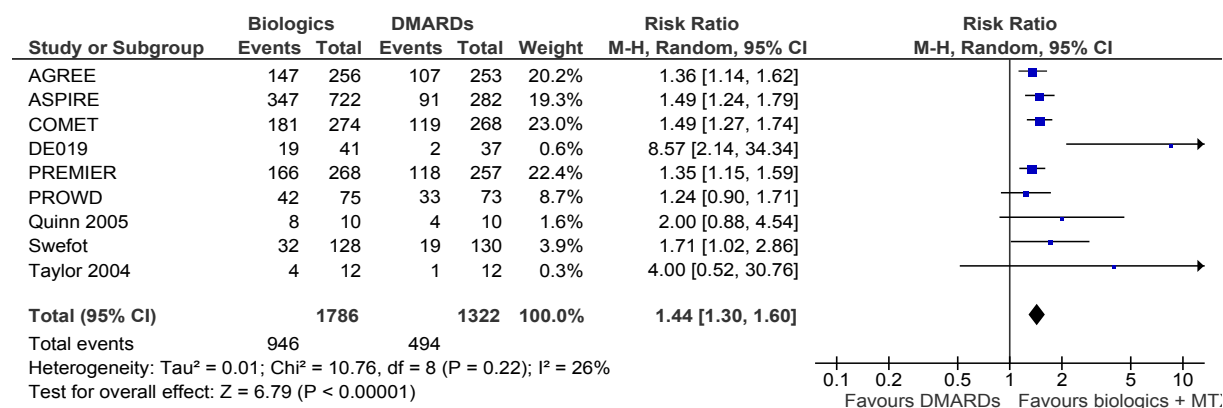 Biologics DMARDs Risk Ratio Risk Ratio
Study or Subgroup Events Total Events Total Weight M-H, Random, 95% CI M-H, Random, 95% CI
AGREE 147 256 107 253 20.2% 1.36 [1.14, 1.62]
ASPIRE 347 722 91 282 19.3% 1.49 [1.24, 1.79]
COMET 181 274 119 268 23.0% 1.49 [1.27, 1.74]
DE019 19 41 2 37 0.6% 8.57 [2.14, 34.34]
PREMIER 166 268 118 257 22.4% 1.35 [1.15, 1.59]
PROWD 42 75 33 73 8.7% 1.24 [0.90, 1.71]
Quinn 2005 8 10 4 10 1.6% 2.00 [0.88, 4.54]
Swefot 32 128 19 130 3.9% 1.71 [1.02, 2.86]
Taylor 2004 4 12 1 12 0.3% 4.00 [0.52, 30.76]
Total (95% CI) 1786 1322 100.0% 1.44 [1.30, 1.60]
Total events 946 494
Heterogeneity: Tau² = 0.01; Chi² = 10.76, df = 8 (P = 0.22); I² = 26%
Test for overall effect: Z = 6.79 (P < 0.00001)
0.1 0.2 0.5 1 2 5 10
Favours DMARDs Favours biologics + MTX